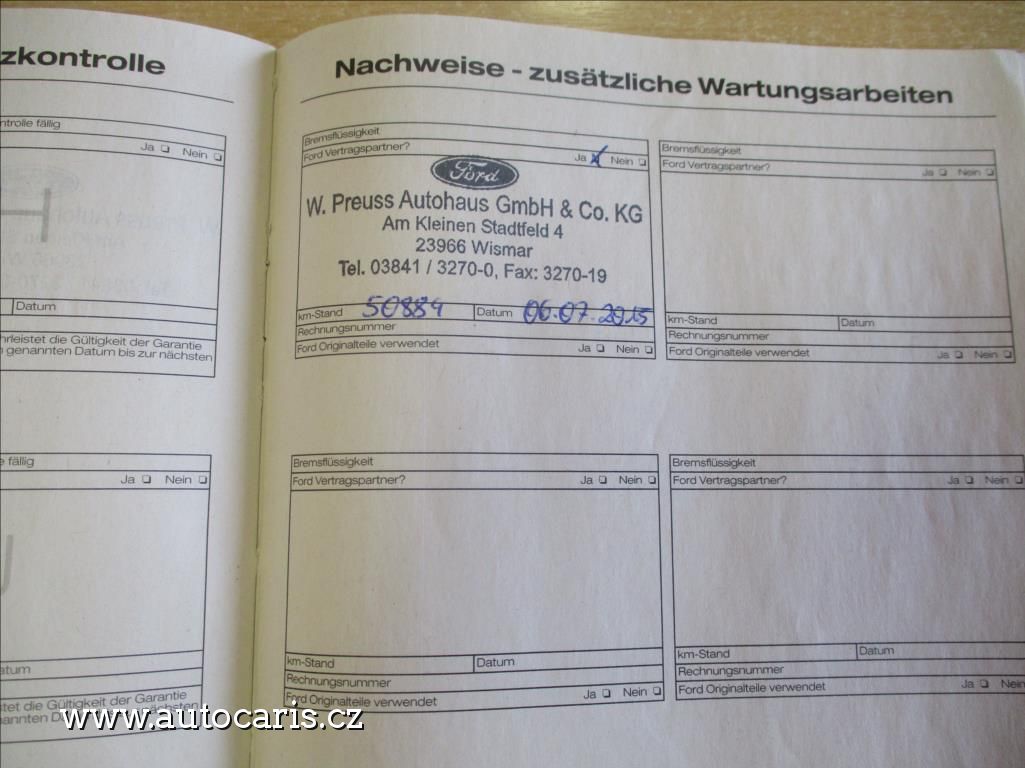 zkontrolle
ntrolle fällig
Ja Nein
Datum
hrleistet die Gültigkeit der Garantie
n genannten Datum bis zur nächsten
e fällig
Ja Nein
atum
stet die Gültigkeit der Garantie
nannten Datum bis zur nächsten
Nachweise - zusätzliche Wartungsarbeiten
Bremsflüssigkeit
Ford Vertragspartner? Ja Nein
Ford
W. Preuss Autohaus GmbH & Co. KG
Am Kleinen Stadtfeld 4
23966 Wismar
Tel. 03841 / 3270-0, Fax: 3270-19
km-Stand 50884 Datum 06.07.2015
Rechnungsnummer
Ford Originalteile verwendet Ja Nein
Bremsflüssigkeit
Ford Vertragspartner? Ja Nein
km-Stand Datum
Rechnungsnummer
Ford Originalteile verwendet Ja Nein
Bremsflüssigkeit
Ford Vertragspartner? Ja Nein
km-Stand Datum
Rechnungsnummer
Ford Originalteile verwendet Ja Nein
Bremsflüssigkeit
Ford Vertragspartner? Ja Nein
km-Stand Datum
Rechnungsnummer
Ford Originalteile verwendet Ja Nein
www.autocaris.cz